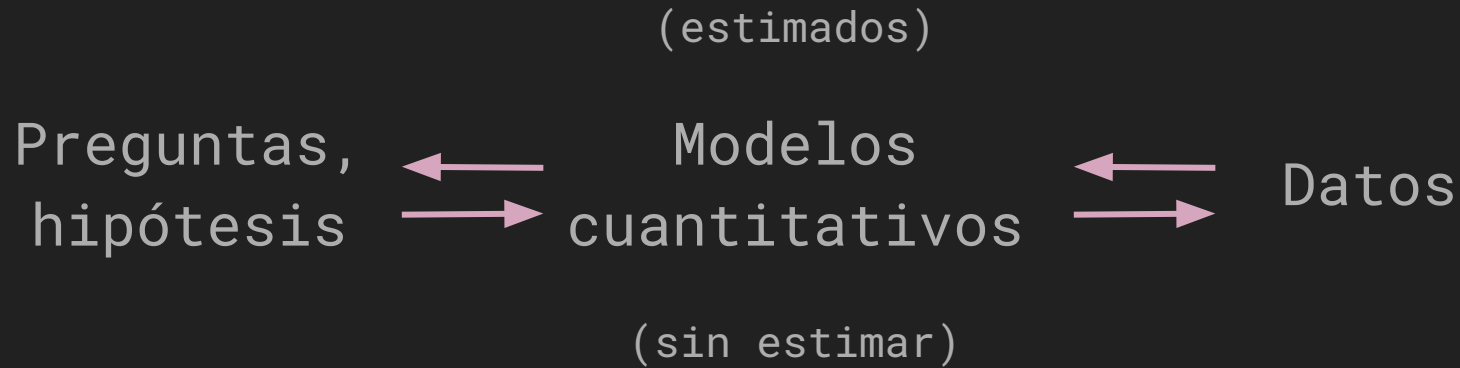 (estimados)
Preguntas,
hipótesis
Modelos
cuantitativos
Datos
(sin estimar)